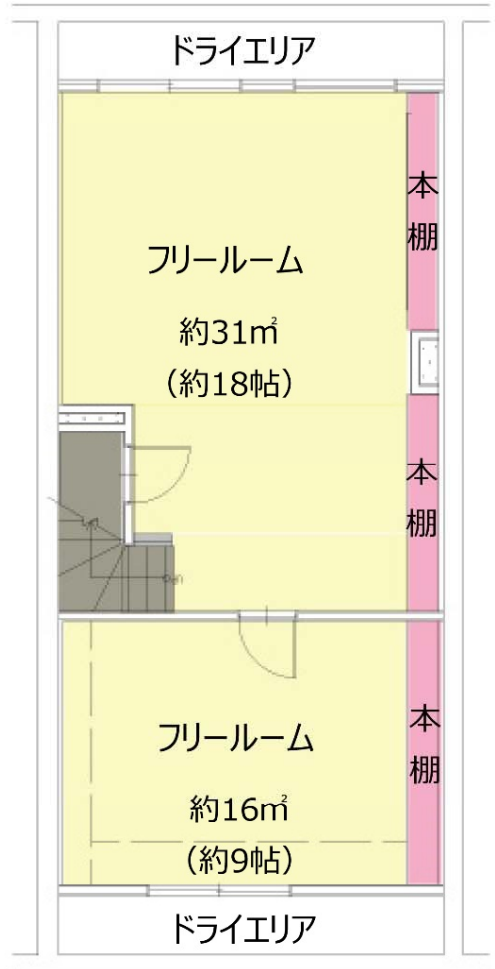 ドライエリア
本棚
フリールーム
約31㎡
（約18帖）
本棚
フリールーム
本棚
約16㎡
（約9帖）
ドライエリア